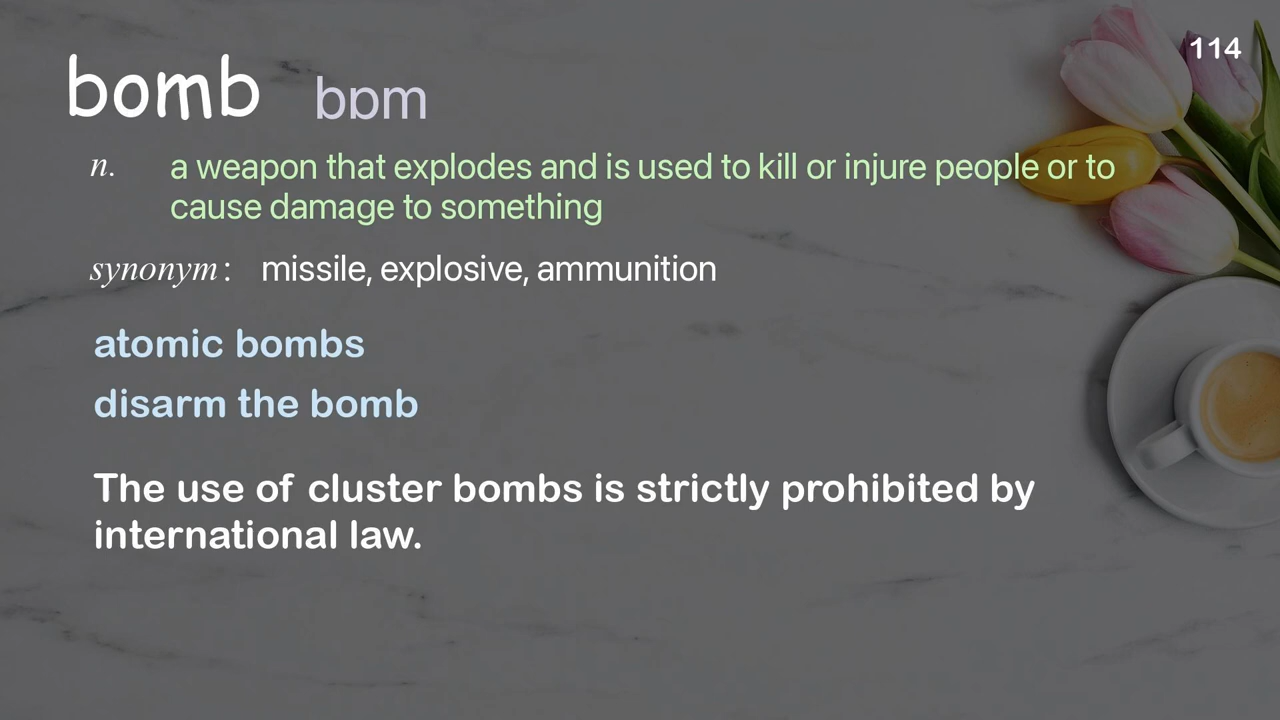 114
bomb bɒm
n. a weapon that explodes and is used to kill or injure people or to
cause damage to something
synonym: missile, explosive, ammunition
atomic bombs
disarm the bomb
The use of cluster bombs is strictly prohibited by
international law.